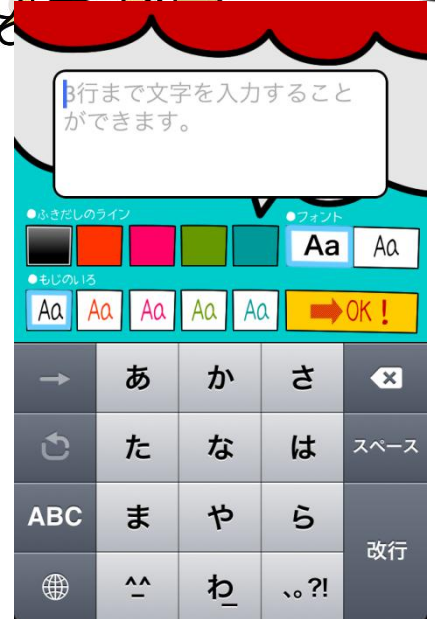 そ
3行まで文字を入力すること
ができます。
●ふきだしのライン
●フォント
Aa Aa
●もじのいろ
Aa Aa Aa Aa Aa OK!
→ あ か さ
た な は スペース
ABC ま や ら
改行
^_^ わ_ 、。?!